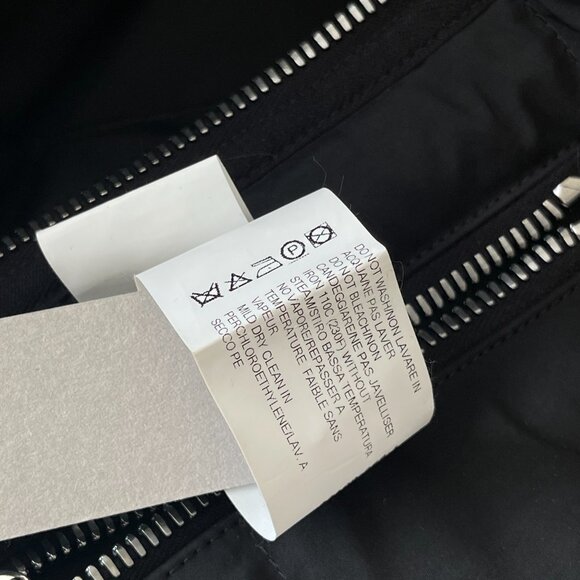 DO NOT WASH/NON LAVARE IN
ACQUA/NE PAS LAVER
DO NOT BLEACH/NON
CANDEGGIARE/NE PAS JAVELLISER
IRON 110C (230F) WITHOUT
STEAM/STIRO BASSA TEMPERATURA
NO VAPORE/REPASSER A
TEMPERATURE FAIBLE SANS
VAPEUR
MILD DRY CLEAN IN
PERCHLOROETHYLENE/LAV. A
SECCO PE
P